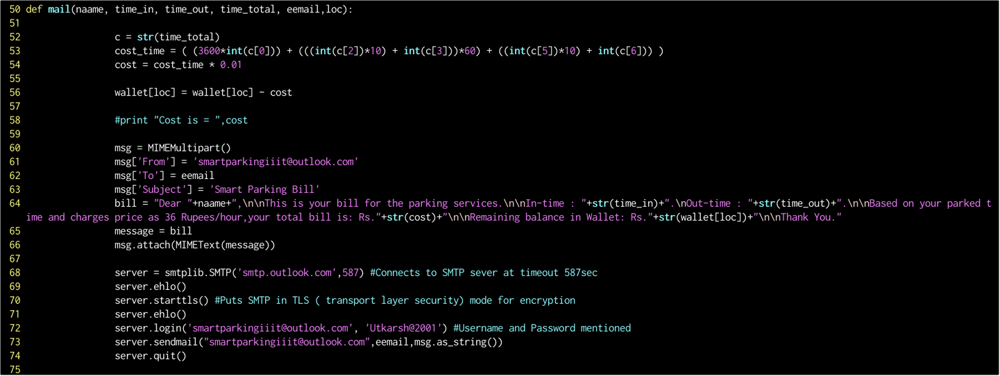 50 def mail(naame, time_in, time_out, time_total, eemail,loc):
51
52                 c = str(time_total)
53                 cost_time = ( (3600*int(c[0])) + (((int(c[2])*10) + int(c[3]))*60) + ((int(c[5])*10) + int(c[6])) )
54                 cost = cost_time * 0.01
55
56                 wallet[loc] = wallet[loc] - cost
57
58                 #print "Cost is = ",cost
59
60                 msg = MIMEMultipart()
61                 msg['From'] = 'smartparkingiiit@outlook.com'
62                 msg['To'] = eemail
63                 msg['Subject'] = 'Smart Parking Bill'
64                 bill = "Dear "+naame+",\n\nThis is your bill for the parking services.\n\nIn-time : "+str(time_in)+".\nOut-time : "+str(time_out)+".\n\nBased on your parked t
ime and charges price as 36 Rupees/hour,your total bill is: Rs."+str(cost)+"\n\nRemaining balance in Wallet: Rs."+str(wallet[loc])+"\n\nThank You."
65                 message = bill
66                 msg.attach(MIMEText(message))
67
68                 server = smtplib.SMTP('smtp.outlook.com',587) #Connects to SMTP sever at timeout 587sec
69                 server.ehlo()
70                 server.starttls() #Puts SMTP in TLS ( transport layer security) mode for encryption
71                 server.ehlo()
72                 server.login('smartparkingiiit@outlook.com', 'Utkarsh@2001') #Username and Password mentioned
73                 server.sendmail("smartparkingiiit@outlook.com",eemail,msg.as_string())
74                 server.quit()
75